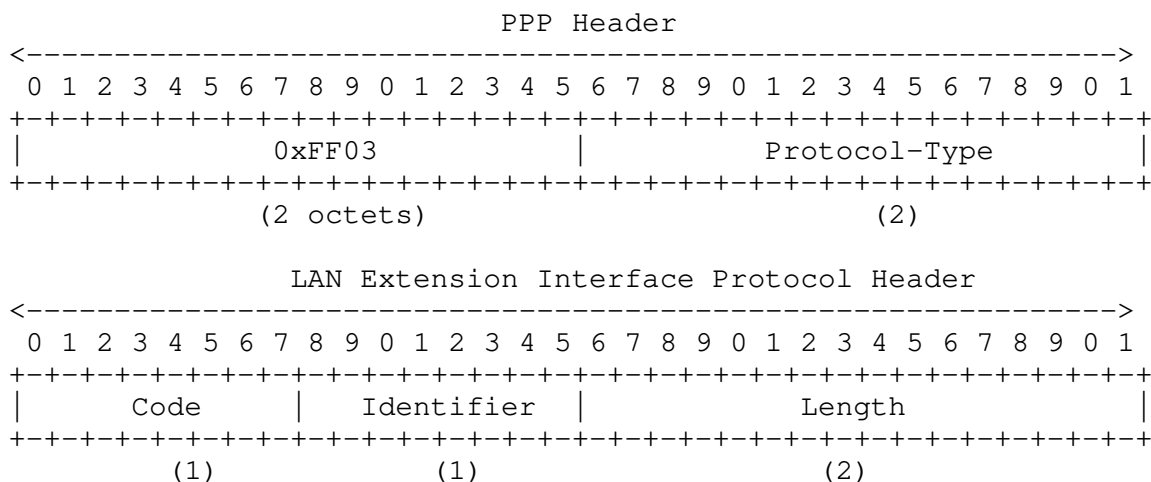 PPP Header
<-------------------------------------------------------------->
0 1 2 3 4 5 6 7 8 9 0 1 2 3 4 5 6 7 8 9 0 1 2 3 4 5 6 7 8 9 0 1
+-+-+-+-+-+-+-+-+-+-+-+-+-+-+-+-+-+-+-+-+-+-+-+-+-+-+-+-+-+-+-+-+
| 0xFF03 | Protocol-Type |
+-+-+-+-+-+-+-+-+-+-+-+-+-+-+-+-+-+-+-+-+-+-+-+-+-+-+-+-+-+-+-+-+
(2 octets) (2)
LAN Extension Interface Protocol Header
<-------------------------------------------------------------->
0 1 2 3 4 5 6 7 8 9 0 1 2 3 4 5 6 7 8 9 0 1 2 3 4 5 6 7 8 9 0 1
+-+-+-+-+-+-+-+-+-+-+-+-+-+-+-+-+-+-+-+-+-+-+-+-+-+-+-+-+-+-+-+-+
| Code | Identifier | Length |
+-+-+-+-+-+-+-+-+-+-+-+-+-+-+-+-+-+-+-+-+-+-+-+-+-+-+-+-+-+-+-+-+
(1) (1) (2)